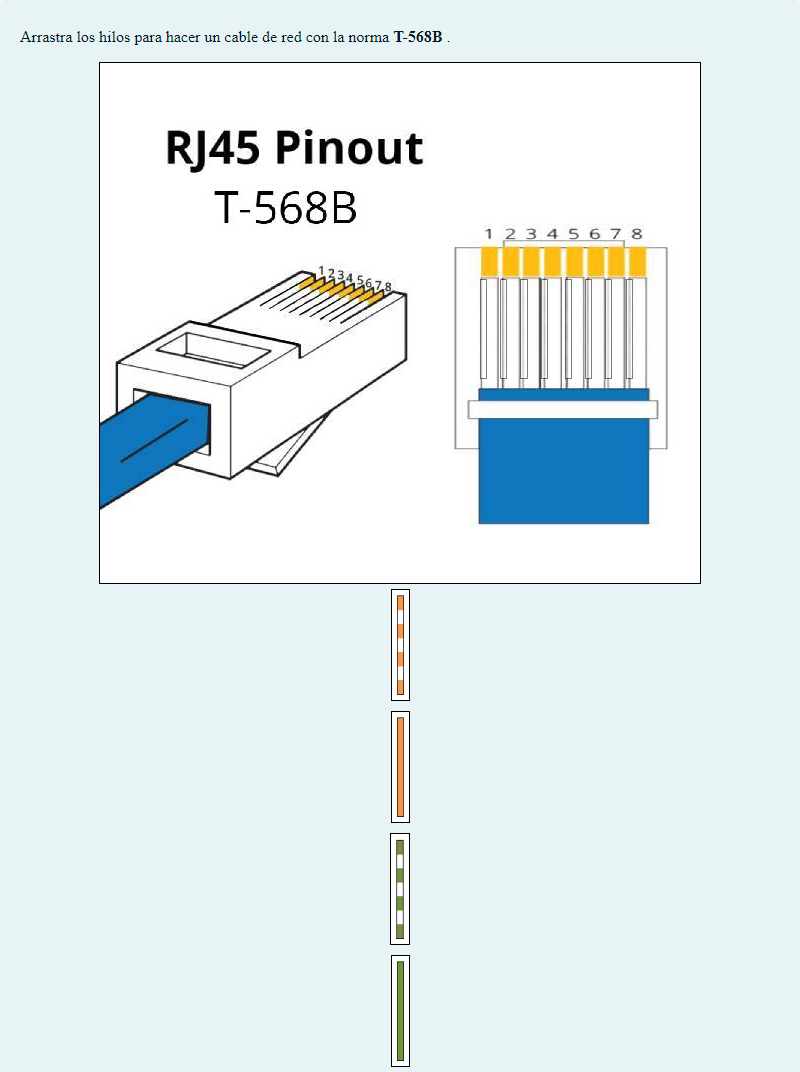 Arrastra los hilos para hacer un cable de red con la norma T-568B .
RJ45 Pinout
T-568B
1 2 3 4 5 6 7 8
1 2 3 4 5 6 7 8